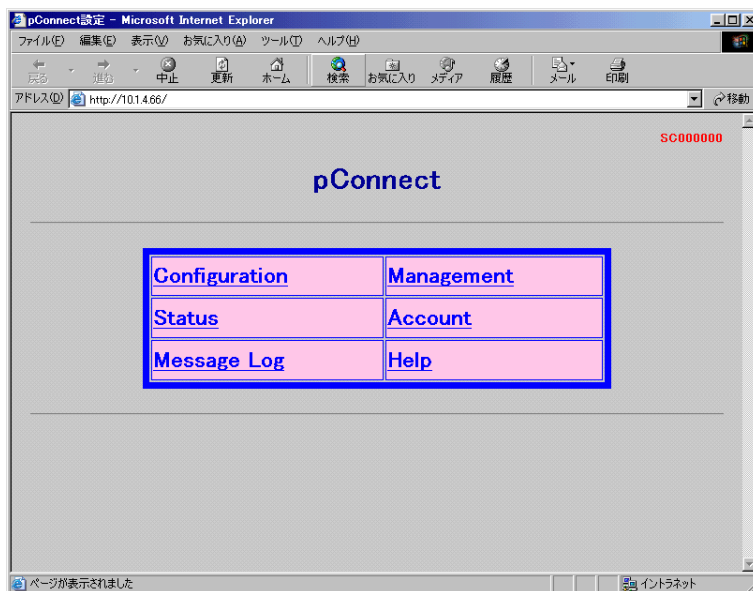 pConnect設定 - Microsoft Internet Explorer
ファイル(F) 編集(E) 表示(V) お気に入り(A) ツール(T) ヘルプ(H)
戻る 進む 中止 更新 ホーム 検索 お気に入り メディア 履歴 メール 印刷
アドレス(D) http://10.1.4.66/ 移動
SC000000
pConnect
Configuration Management
Status Account
Message Log Help
ページが表示されました イントラネット